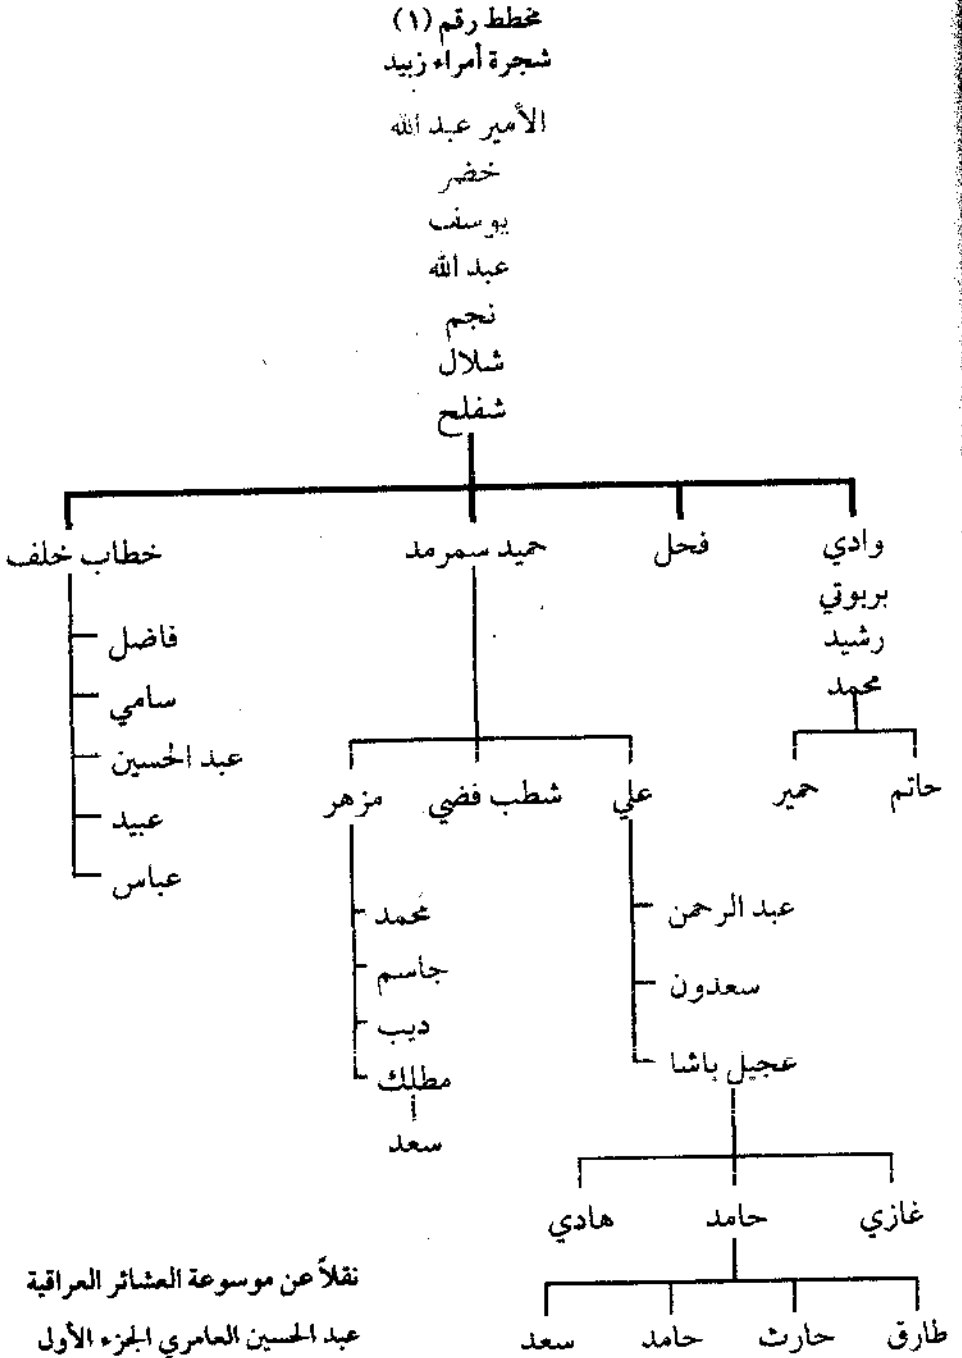 مخطط رقم (١)
شجرة أمراء زبيد
الأمير عبد الله
خضر
يوسف
عبد الله
نجم
شلال
شفلح
وادي فحل حميد سمرمد خطاب خلف
بربوتي
رشيد
محمد
حاتم حمير علي شطب فضي مزهر
فاضل
سامي
عبد الحسين
عبيد
عباس
عبد الرحمن
سعدون
عجيل باشا
محمد
جاسم
ديب
مطلك
سعد
غازي حامد هادي
طارق حارث حامد سعد
نقلاً عن موسوعة العشائر العراقية
عبد الحسين العامري الجزء الأول